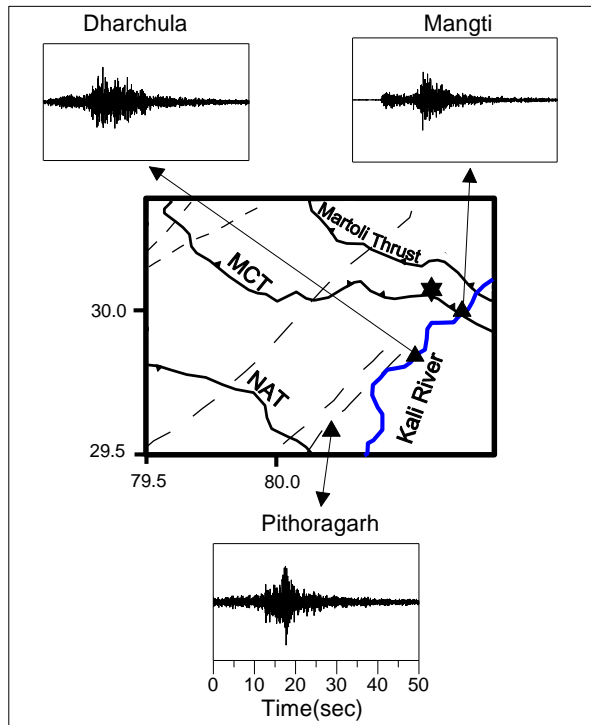 Dharchula
Mangti
Martoli Thrust
MCT
30.0
NAT
Kali River
29.5
79.5
80.0
Pithoragarh
0 10 20 30 40 50
Time(sec)